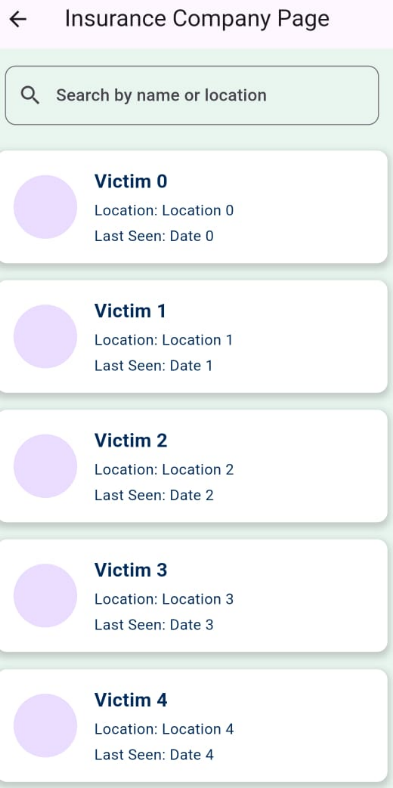 Insurance Company Page
Search by name or location
Victim 0
Location: Location 0
Last Seen: Date 0
Victim 1
Location: Location 1
Last Seen: Date 1
Victim 2
Location: Location 2
Last Seen: Date 2
Victim 3
Location: Location 3
Last Seen: Date 3
Victim 4
Location: Location 4
Last Seen: Date 4